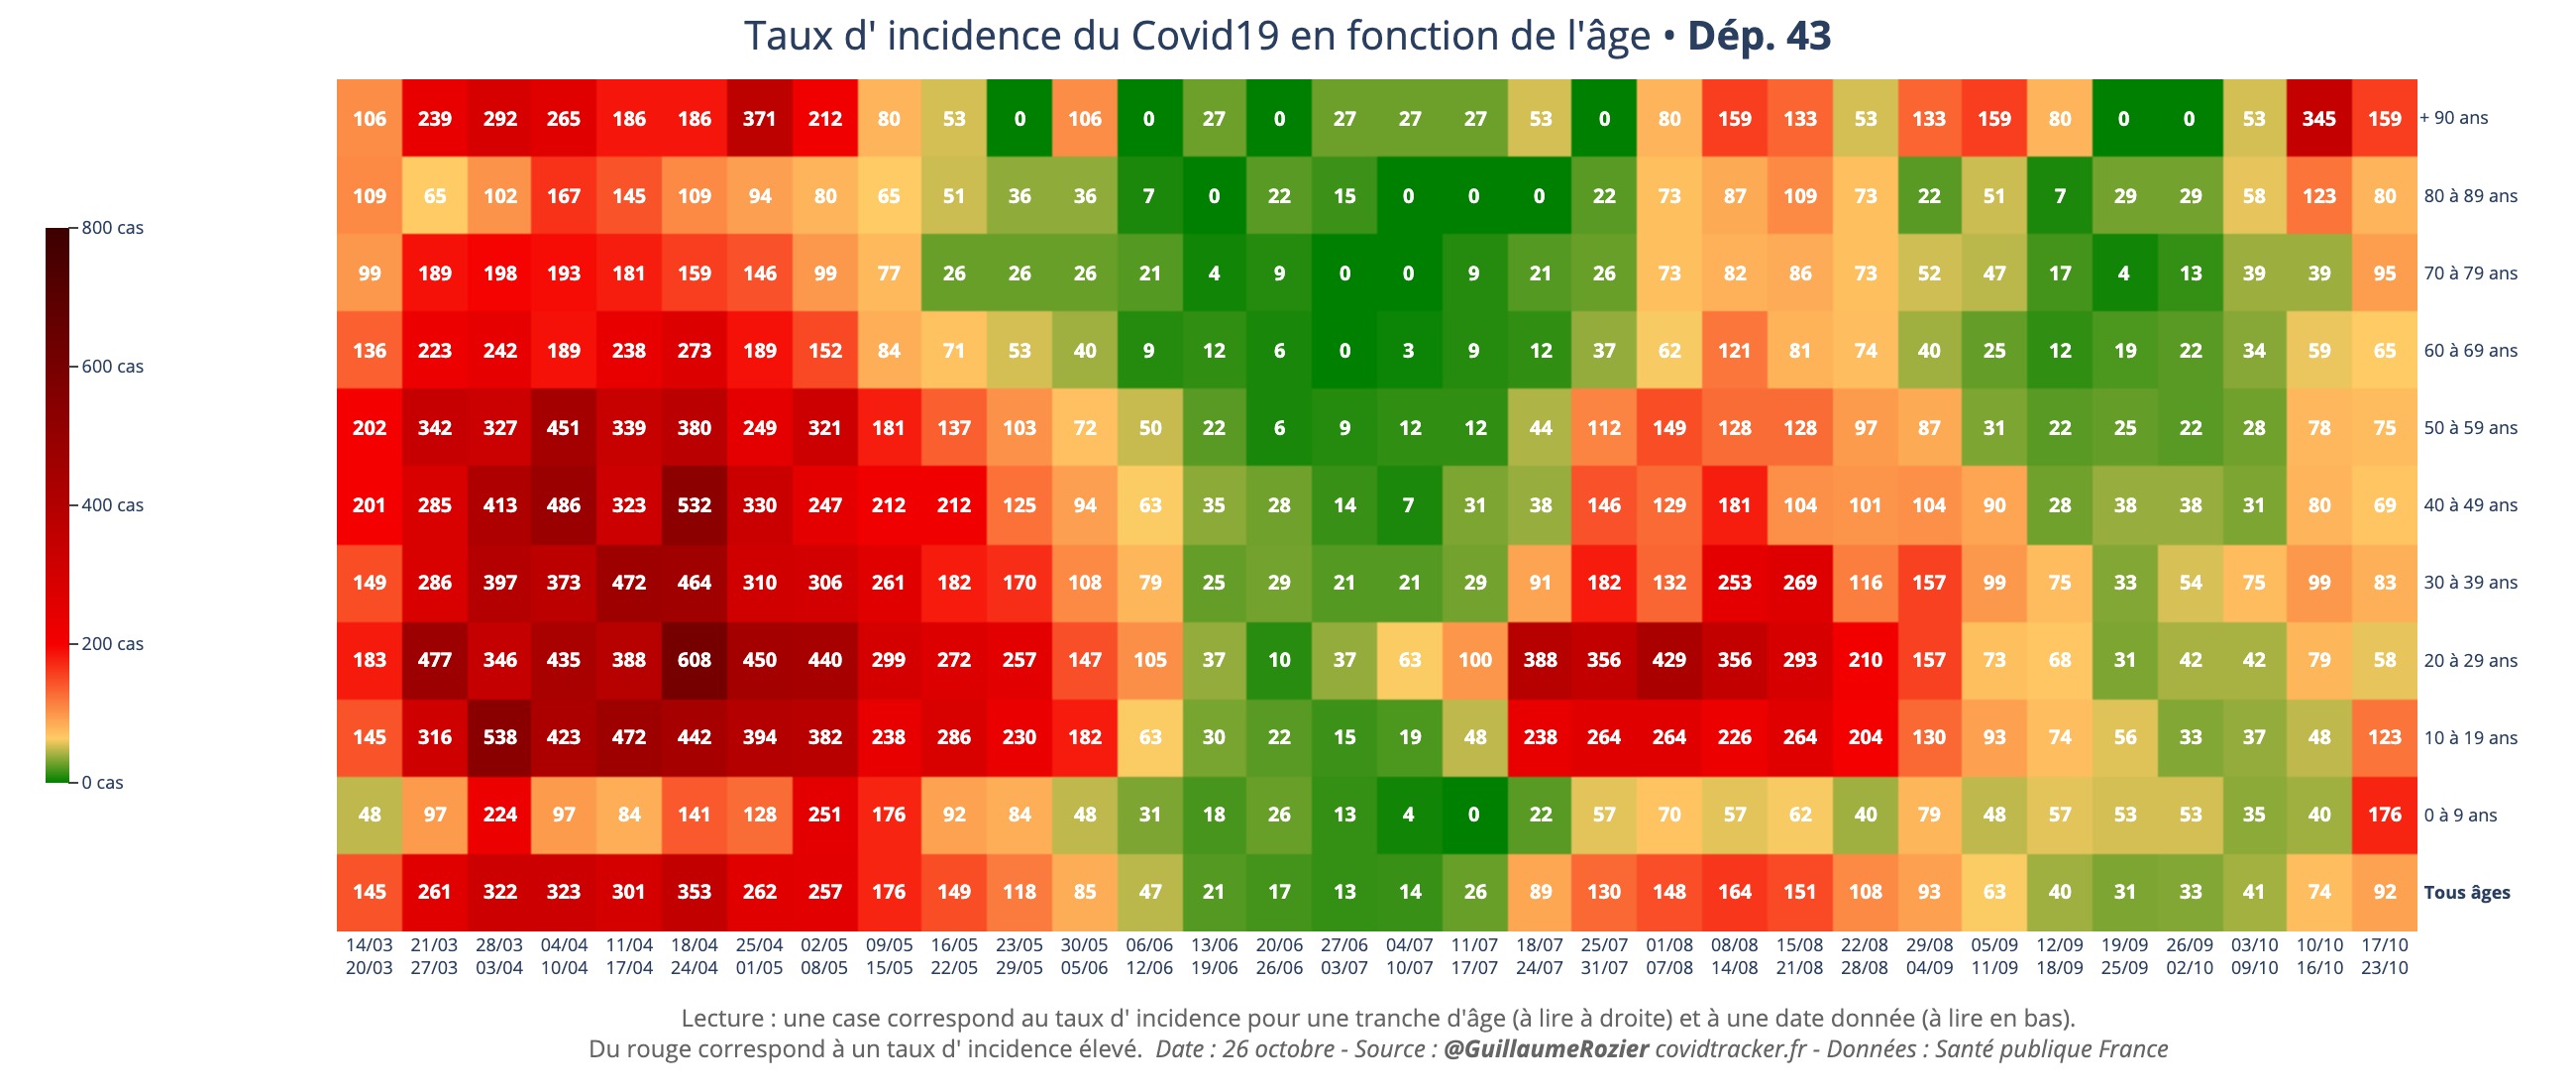 Taux d' incidence du Covid19 en fonction de l'âge • Dép. 43
106 239 292 265 186 186 371 212 80 53 0 106 0 27 0 27 27 27 53 0 80 159 133 53 133 159 80 0 0 53 345 159 + 90 ans
109 65 102 167 145 109 94 80 65 51 36 36 7 0 22 15 0 0 0 22 73 87 109 73 22 51 7 29 29 58 123 80 80 à 89 ans
800 cas
99 189 198 193 181 159 146 99 77 26 26 26 21 4 9 0 0 9 21 26 73 82 86 73 52 47 17 4 13 39 39 95 70 à 79 ans
136 223 242 189 238 273 189 152 84 71 53 40 9 12 6 0 3 9 12 37 62 121 81 74 40 25 12 19 22 34 59 65 60 à 69 ans
600 cas
202 342 327 451 339 380 249 321 181 137 103 72 50 22 6 9 12 12 44 112 149 128 128 97 87 31 22 25 22 28 78 75 50 à 59 ans
400 cas
201 285 413 486 323 532 330 247 212 212 125 94 63 35 28 14 7 31 38 146 129 181 104 101 104 90 28 38 38 31 80 69 40 à 49 ans
149 286 397 373 472 464 310 306 261 182 170 108 79 25 29 21 21 29 91 182 132 253 269 116 157 99 75 33 54 75 99 83 30 à 39 ans
200 cas
183 477 346 435 388 608 450 440 299 272 257 147 105 37 10 37 63 100 388 356 429 356 293 210 157 73 68 31 42 42 79 58 20 à 29 ans
145 316 538 423 472 442 394 382 238 286 230 182 63 30 22 15 19 48 238 264 264 226 264 204 130 93 74 56 33 37 48 123 10 à 19 ans
0 cas
48 97 224 97 84 141 128 251 176 92 84 48 31 18 26 13 4 0 22 57 70 57 62 40 79 48 57 53 53 35 40 176 0 à 9 ans
145 261 322 323 301 353 262 257 176 149 118 85 47 21 17 13 14 26 89 130 148 164 151 108 93 63 40 31 33 41 74 92 Tous âges
14/03 21/03 28/03 04/04 11/04 18/04 25/04 02/05 09/05 16/05 23/05 30/05 06/06 13/06 20/06 27/06 04/07 11/07 18/07 25/07 01/08 08/08 15/08 22/08 29/08 05/09 12/09 19/09 26/09 03/10 10/10 17/10
20/03 27/03 03/04 10/04 17/04 24/04 01/05 08/05 15/05 22/05 29/05 05/06 12/06 19/06 26/06 03/07 10/07 17/07 24/07 31/07 07/08 14/08 21/08 28/08 04/09 11/09 18/09 25/09 02/10 09/10 16/10 23/10
Lecture : une case correspond au taux d' incidence pour une tranche d'âge (à lire à droite) et à une date donnée (à lire en bas).
Du rouge correspond à un taux d' incidence élevé. Date : 26 octobre - Source : @GuillaumeRozier covidtracker.fr - Données : Santé publique France